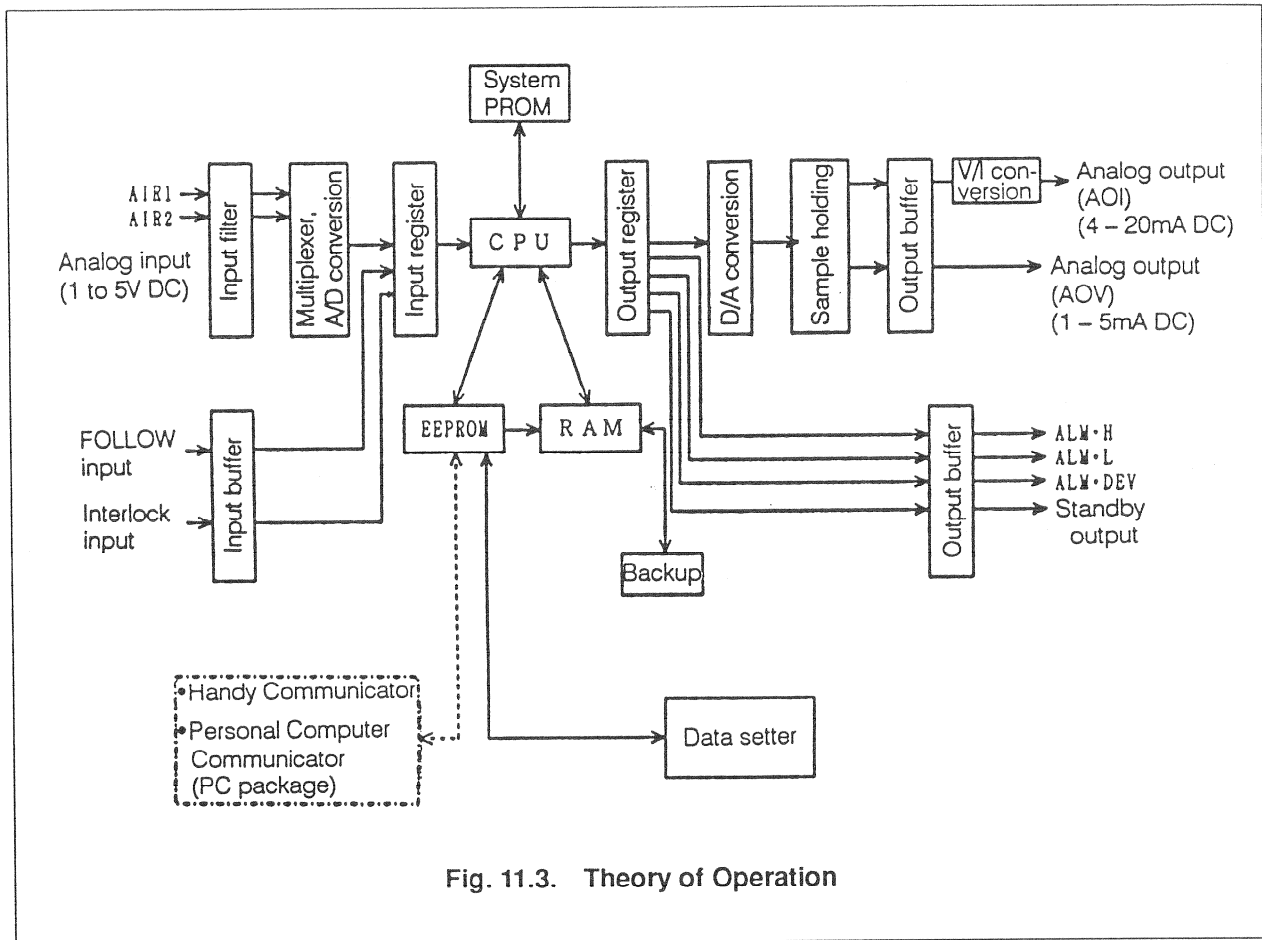 System
PROM
AIR1
AIR2
Analog input
(1 to 5V DC)
Input filter
Multiplexer,
A/D conversion
Input register
CPU
Output register
D/A conversion
Sample holding
Output buffer
V/I con-
version
Analog output
(AOI)
(4 – 20mA DC)
Analog output
(AOV)
(1 – 5mA DC)
FOLLOW
input
Interlock
input
Input buffer
EEPROM
RAM
Backup
Output buffer
ALM·H
ALM·L
ALM·DEV
Standby
output
•Handy Communicator
•Personal Computer
Communicator
(PC package)
Data setter
Fig. 11.3. Theory of Operation